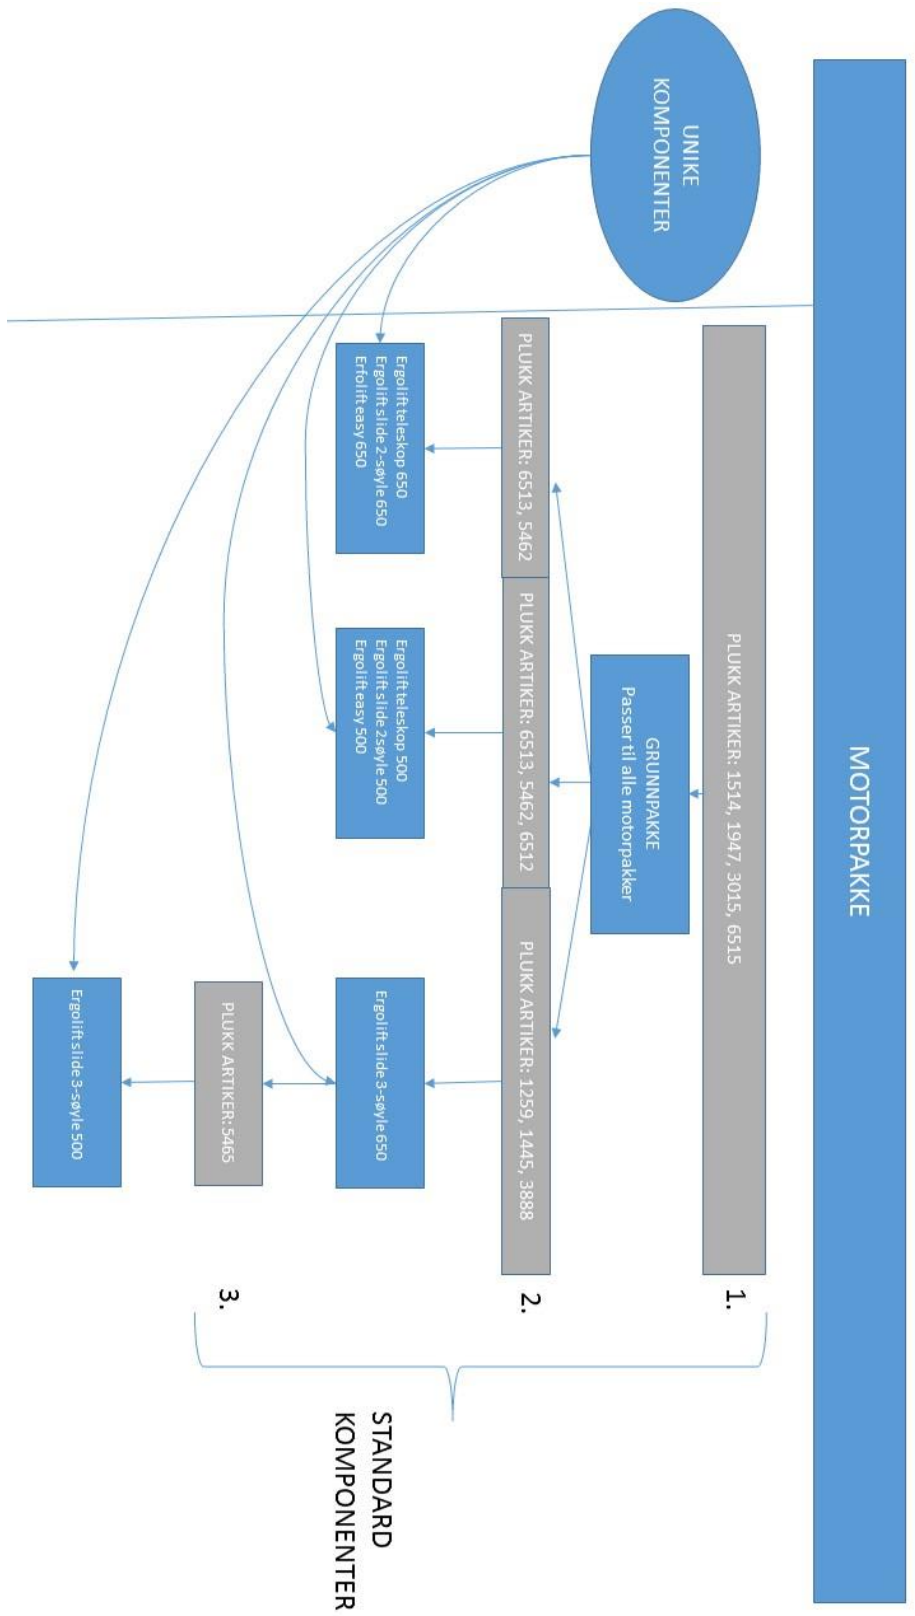 MOTORPAKKE
UNIKE
KOMPONENTER
PLUKK ARTIKER: 1514, 1947, 3015, 6515
1.
GRUNNPAKKE
Passer til alle motorpakker
PLUKK ARTIKER: 6513, 5462
PLUKK ARTIKER: 6513, 5462, 6512
PLUKK ARTIKER: 1259, 1445, 3888
2.
Ergolift teleskop 650
Ergolift slide 2-søyle 650
Erfolift easy 650
Ergolift teleskop 500
Ergolift slide 2søyle 500
Ergolift easy 500
Ergolift slide 3-søyle 650
PLUKK ARTIKER: 5465
3.
Ergolift slide 3-søyle 500
STANDARD
KOMPONENTER